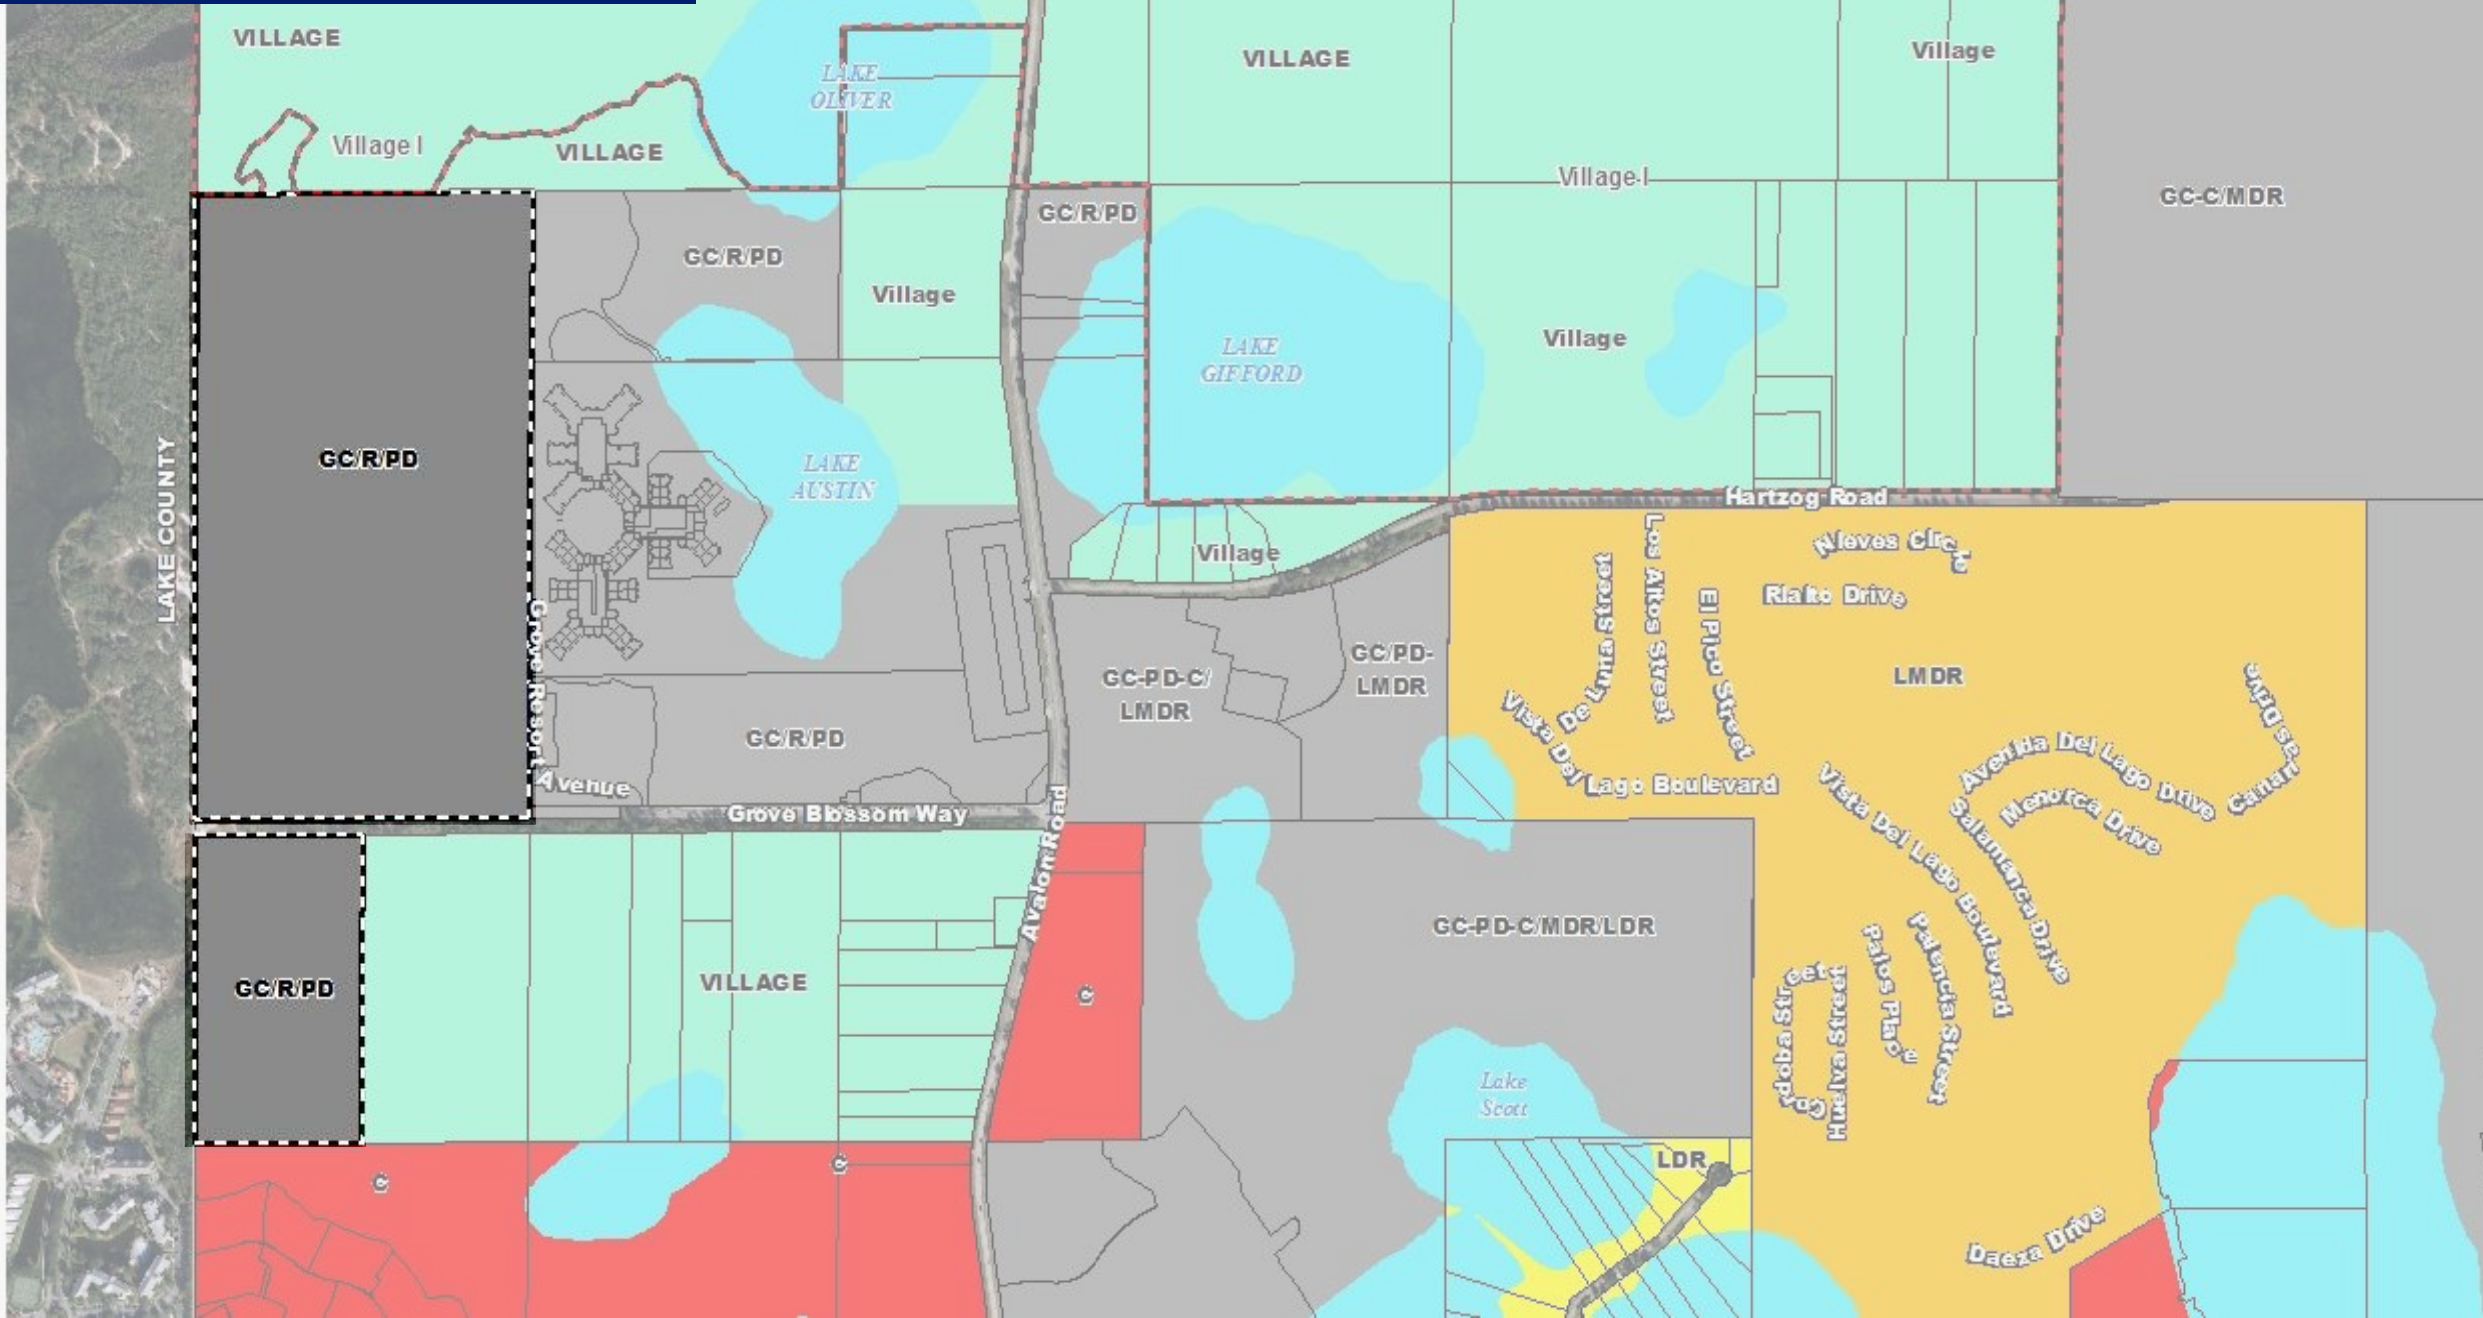 VILLAGE
VILLAGE
Village
LAKE
OLIVER
Village I
VILLAGE
Village I
GC-C/MDR
GC/R/PD
GC/R/PD
Village
LAKE
GIFFORD
Village
GC/R/PD
LAKE
AUSTIN
LAKE COUNTY
Hartzog Road
Village
Nieves Circle
Rialto Drive
De Luna Street
Los Altos Street
El Pico Street
GC-PD-C/
LMDR
GC/PD-
LMDR
LMDR
GC/R/PD
Grove Resort Avenue
Vista Del Lago Boulevard
Avenida Del Lago Drive
Menorca Drive
Salamanca Drive
Vista Del Lago Boulevard
Grove Blossom Way
Avalon Road
GC-PD-C/MDR/LDR
GC/R/PD
VILLAGE
C
Palos Place
Palencia Street
Cordoba Street
Huelva Street
Lake
Scott
LDR
C
C
Daeza Drive